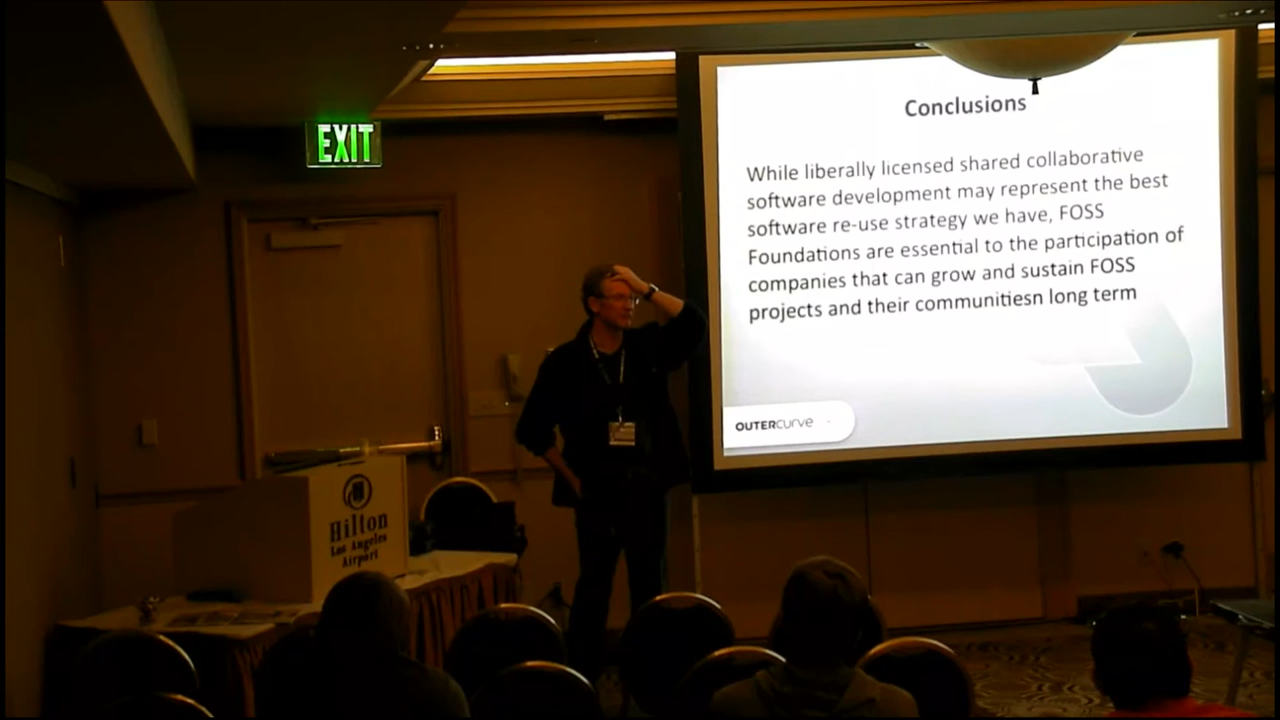 EXIT
Conclusions
While liberally licensed shared collaborative
software development may represent the best
software re-use strategy we have, FOSS
Foundations are essential to the participation of
companies that can grow and sustain FOSS
projects and their communitiesn long term
OUTERcurve
Hilton
Los Angeles
Airport